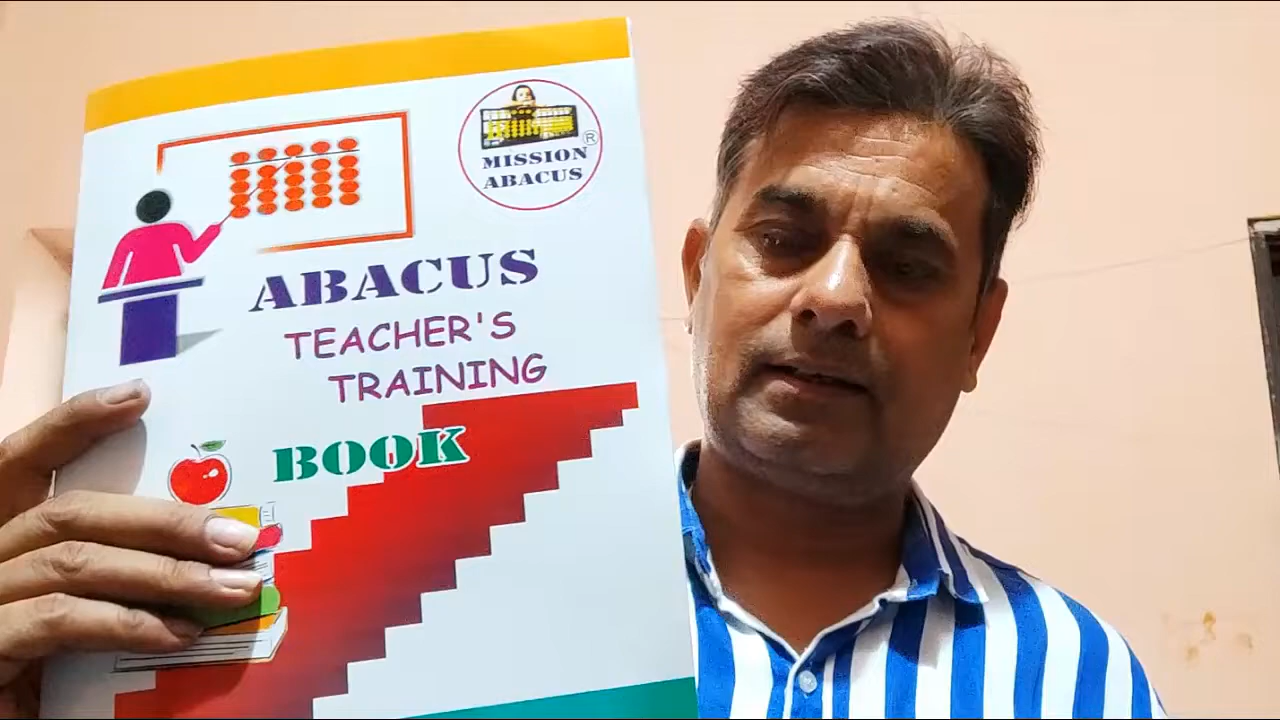 MISSION
ABACUS
®
ABACUS
TEACHER'S
TRAINING
BOOK